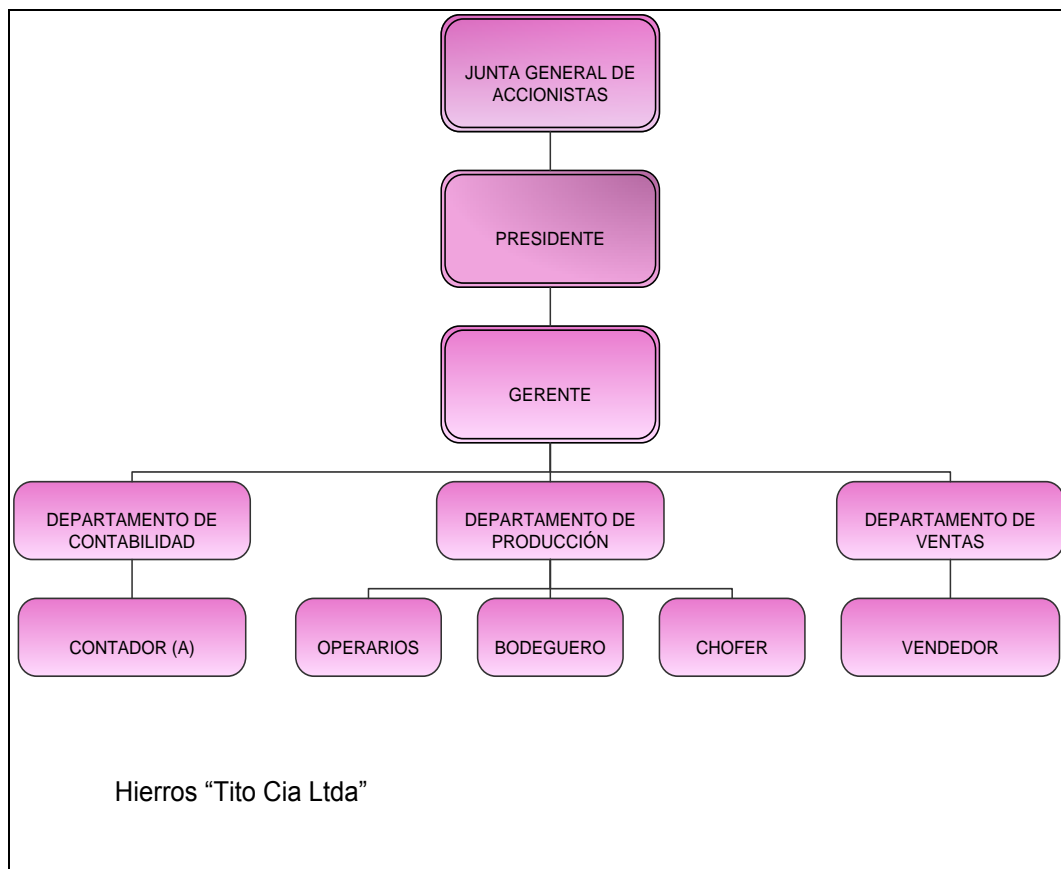 JUNTA GENERAL DE
ACCIONISTAS
PRESIDENTE
GERENTE
DEPARTAMENTO DE
CONTABILIDAD
DEPARTAMENTO DE
PRODUCCIÓN
DEPARTAMENTO DE
VENTAS
CONTADOR (A)
OPERARIOS
BODEGUERO
CHOFER
VENDEDOR
Hierros “Tito Cia Ltda”